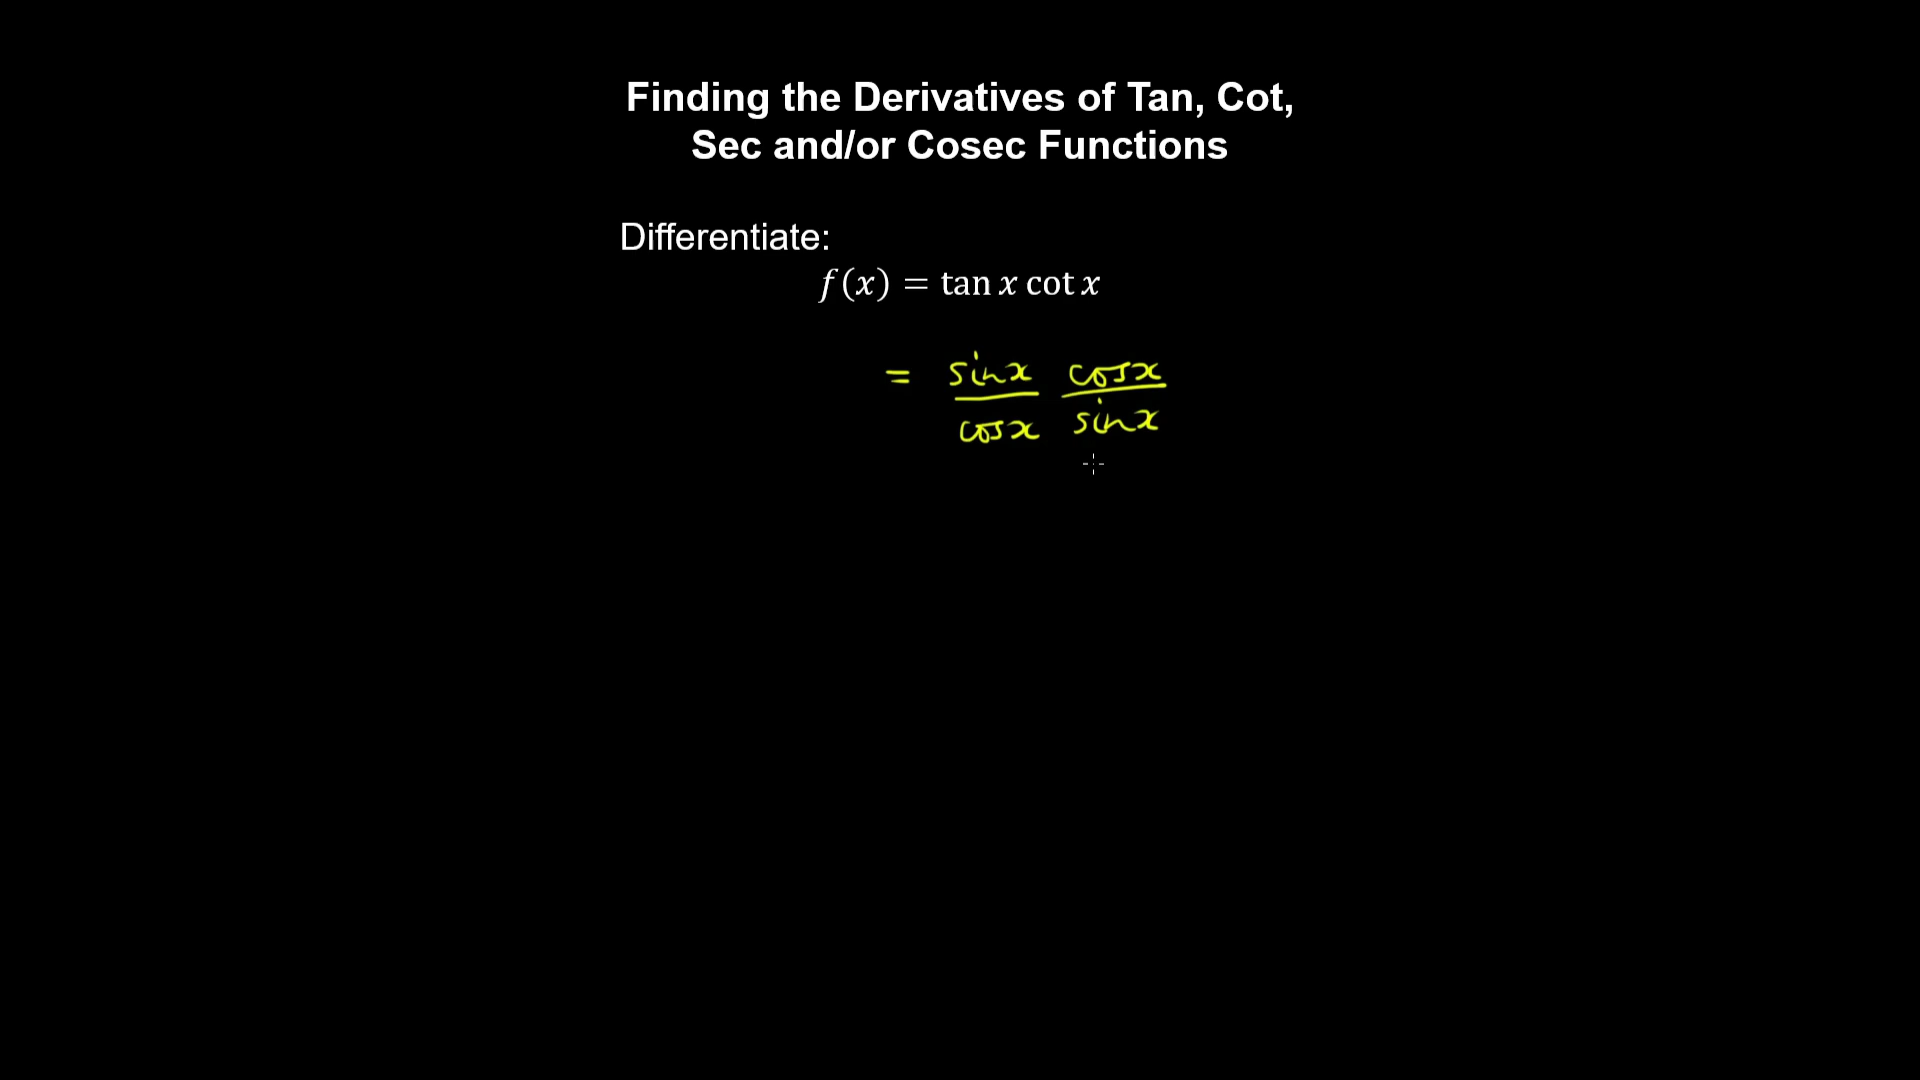 Finding the Derivatives of Tan, Cot,
Sec and/or Cosec Functions
Differentiate:
f(x) = tan x cot x
= sinx/cosx cosx/sinx